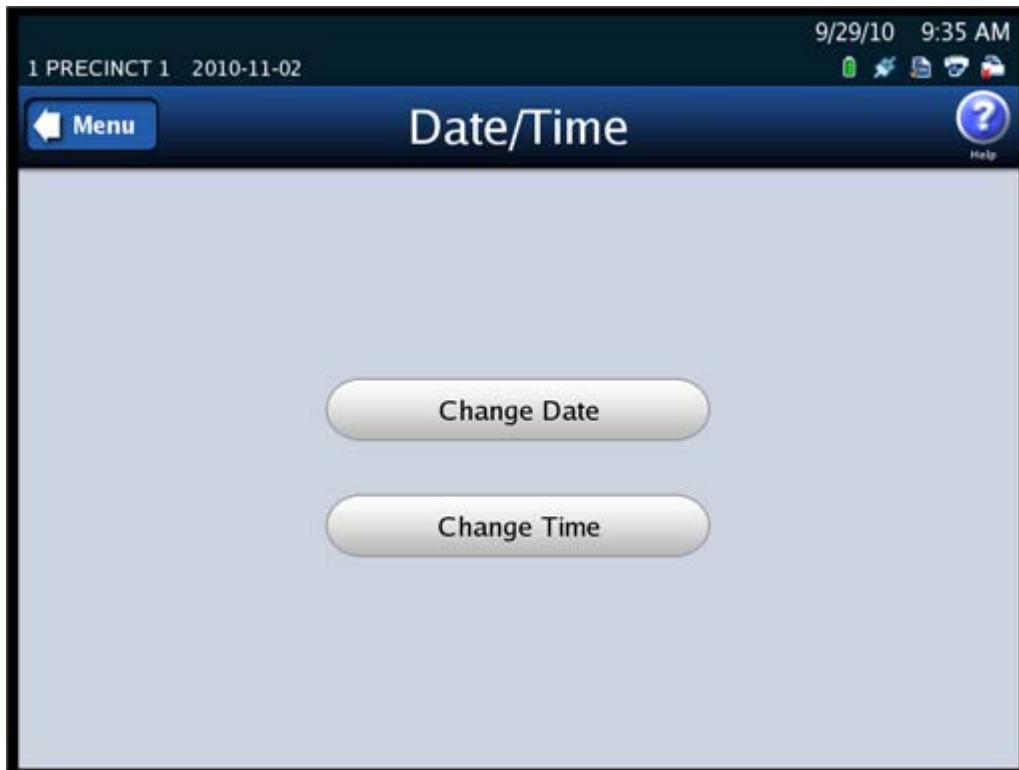 9/29/10 9:35 AM
1 PRECINCT 1 2010-11-02
Menu
Date/Time
?
Help
Change Date
Change Time